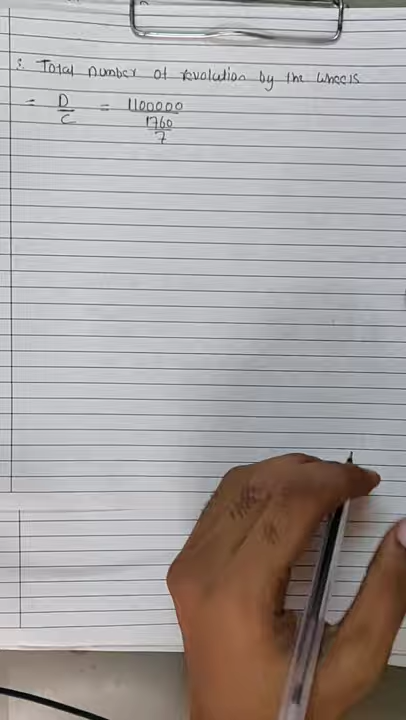 ∴ Total number of revolution by the wheels
= D/C = 1100000/(1760/7)